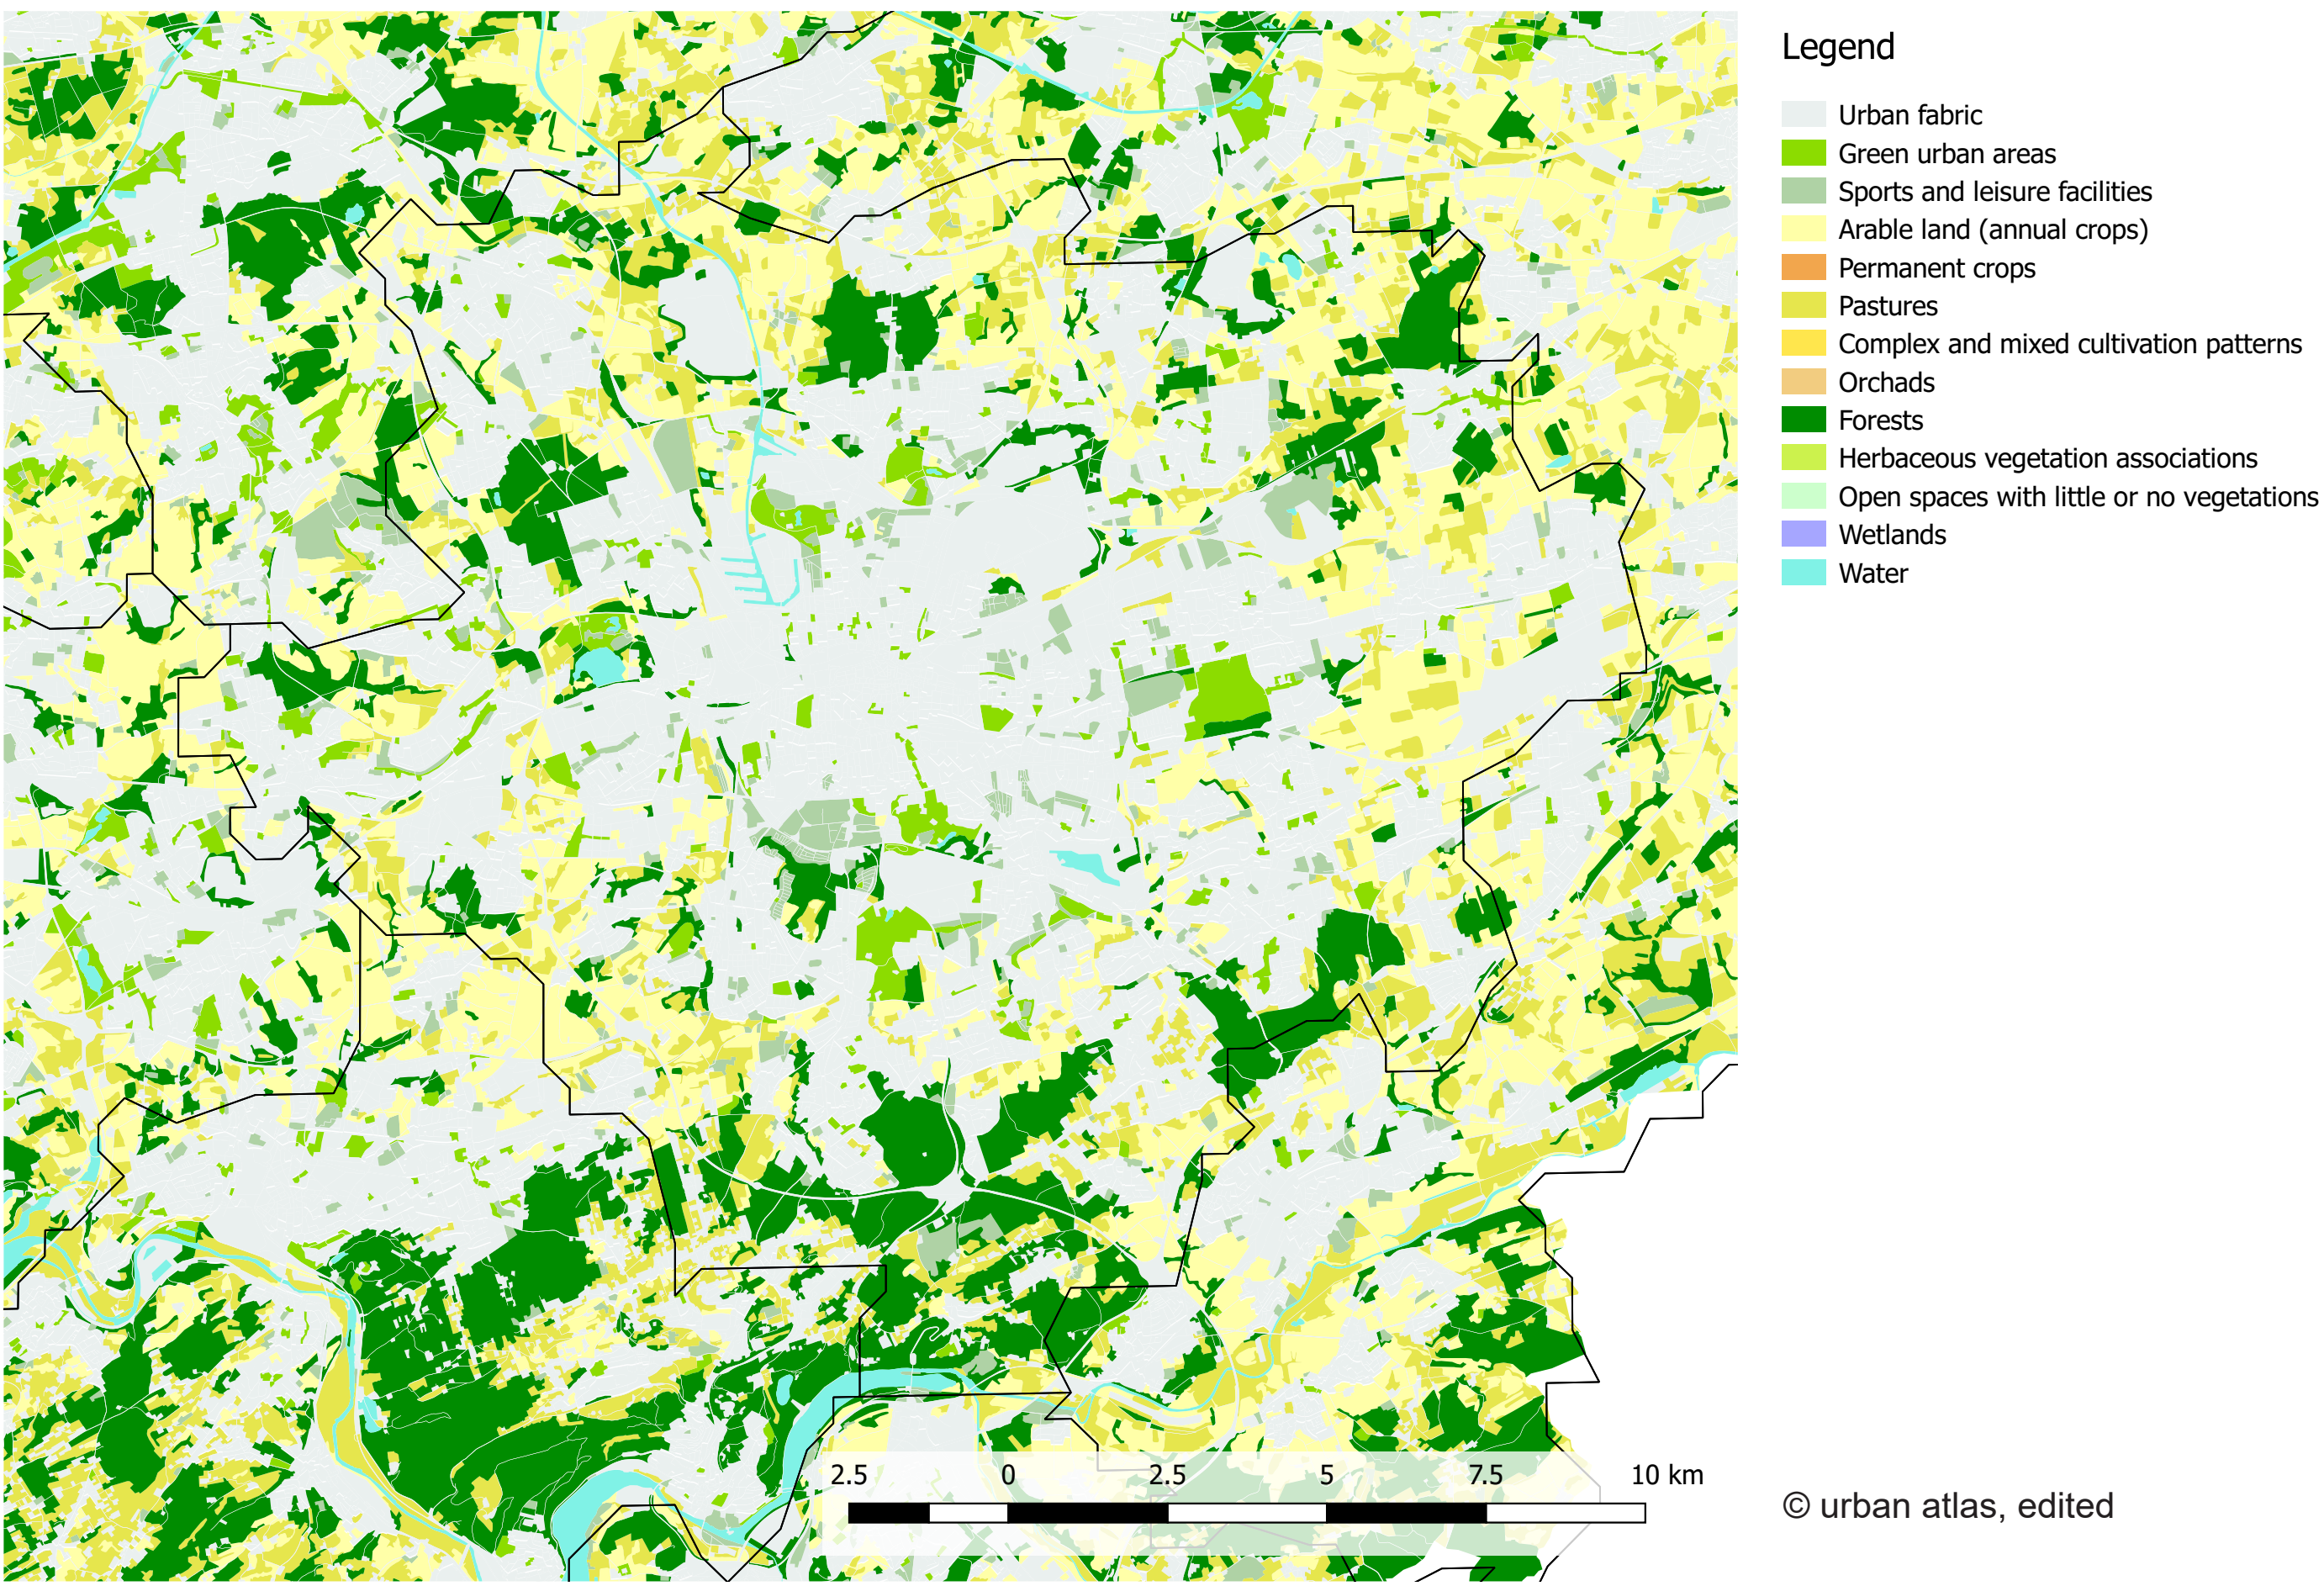 Legend
Urban fabric
Green urban areas
Sports and leisure facilities
Arable land (annual crops)
Permanent crops
Pastures
Complex and mixed cultivation patterns
Orchads
Forests
Herbaceous vegetation associations
Open spaces with little or no vegetations
Wetlands
Water
2.5 0 2.5 5 7.5 10 km
© urban atlas, edited